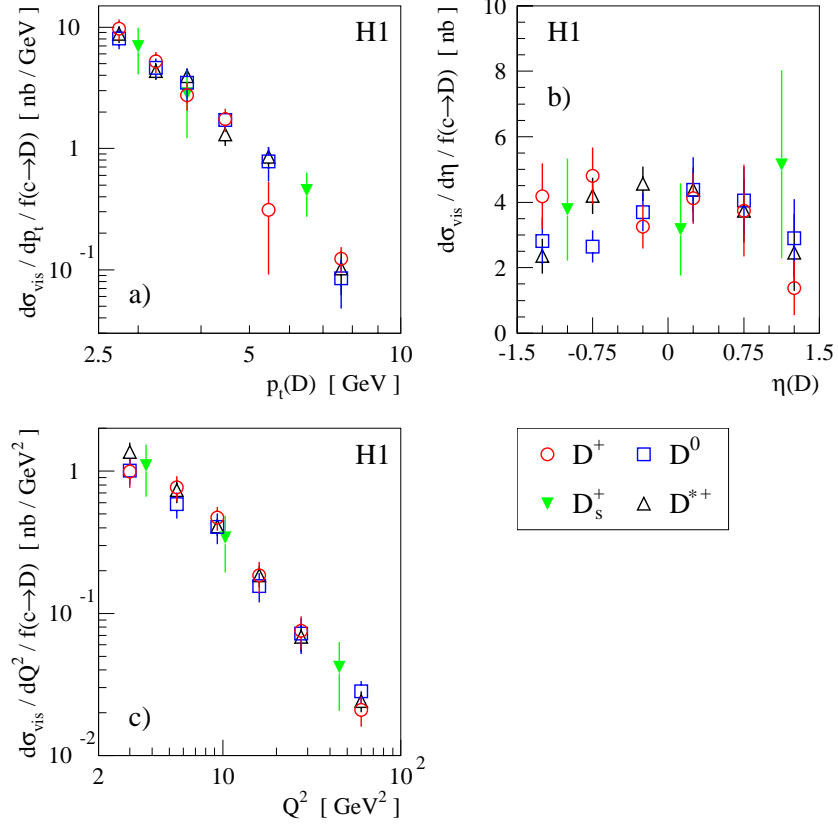 H1
dσ_vis / dp_t / f(c→D) [ nb / GeV ]
10
1
10^-1
a)
2.5 5 10
p_t(D) [ GeV ]
H1
b)
dσ_vis / dη / f(c→D) [ nb ]
10
8
6
4
2
0
-1.5 -0.75 0 0.75 1.5
η(D)
H1
dσ_vis / dQ^2 / f(c→D) [ nb / GeV^2 ]
1
10^-1
10^-2
c)
2 10 10^2
Q^2 [ GeV^2 ]
D^+ D^0
D_s^+ D^*+